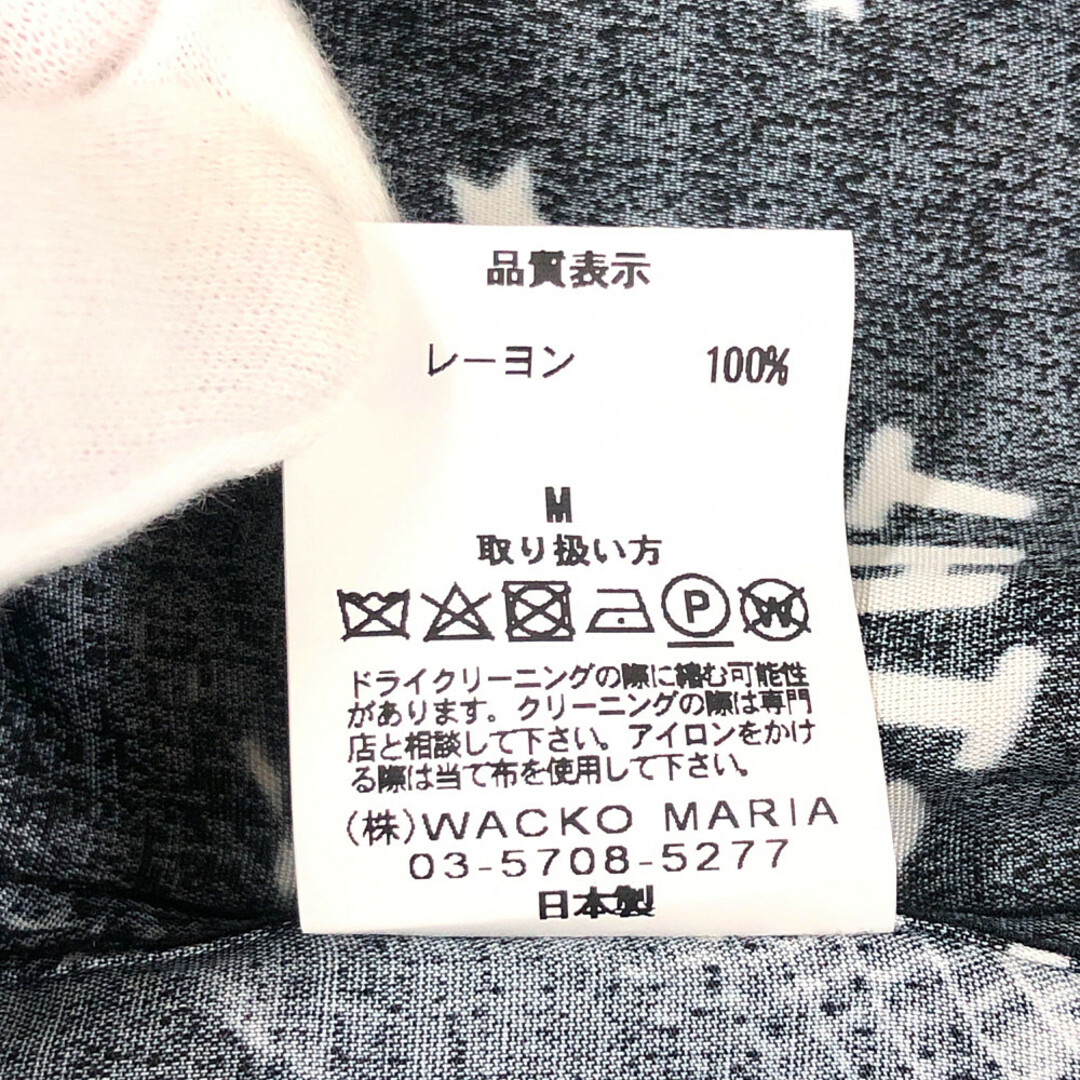 品質表示
レーヨン 100%
M
取り扱い方
P W
ドライクリーニングの際に縮む可能性
があります。クリーニングの際は専門
店と相談して下さい。アイロンをかけ
る際は当て布を使用して下さい。
(株)WACKO MARIA
03-5708-5277
日本製